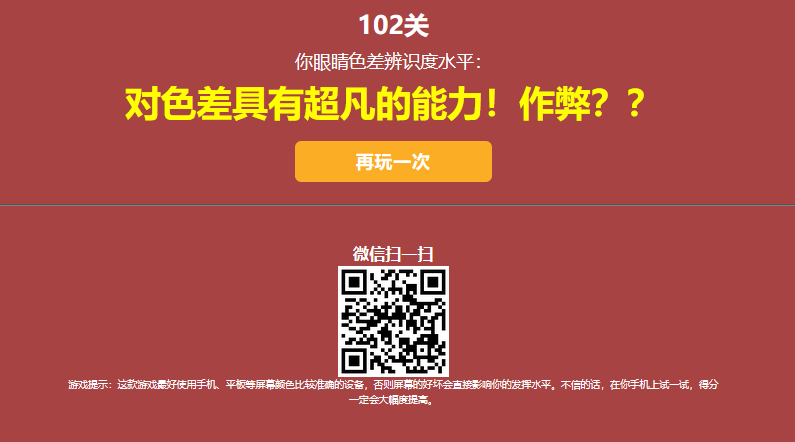 102关
你眼睛色差辨识度水平：
对色差具有超凡的能力！作弊？？
再玩一次
微信扫一扫
游戏提示：这款游戏最好使用手机、平板等屏幕颜色比较准确的设备，否则屏幕的好坏会直接影响你的发挥水平。不信的话，在你手机上试一试，得分
一定会大幅度提高。